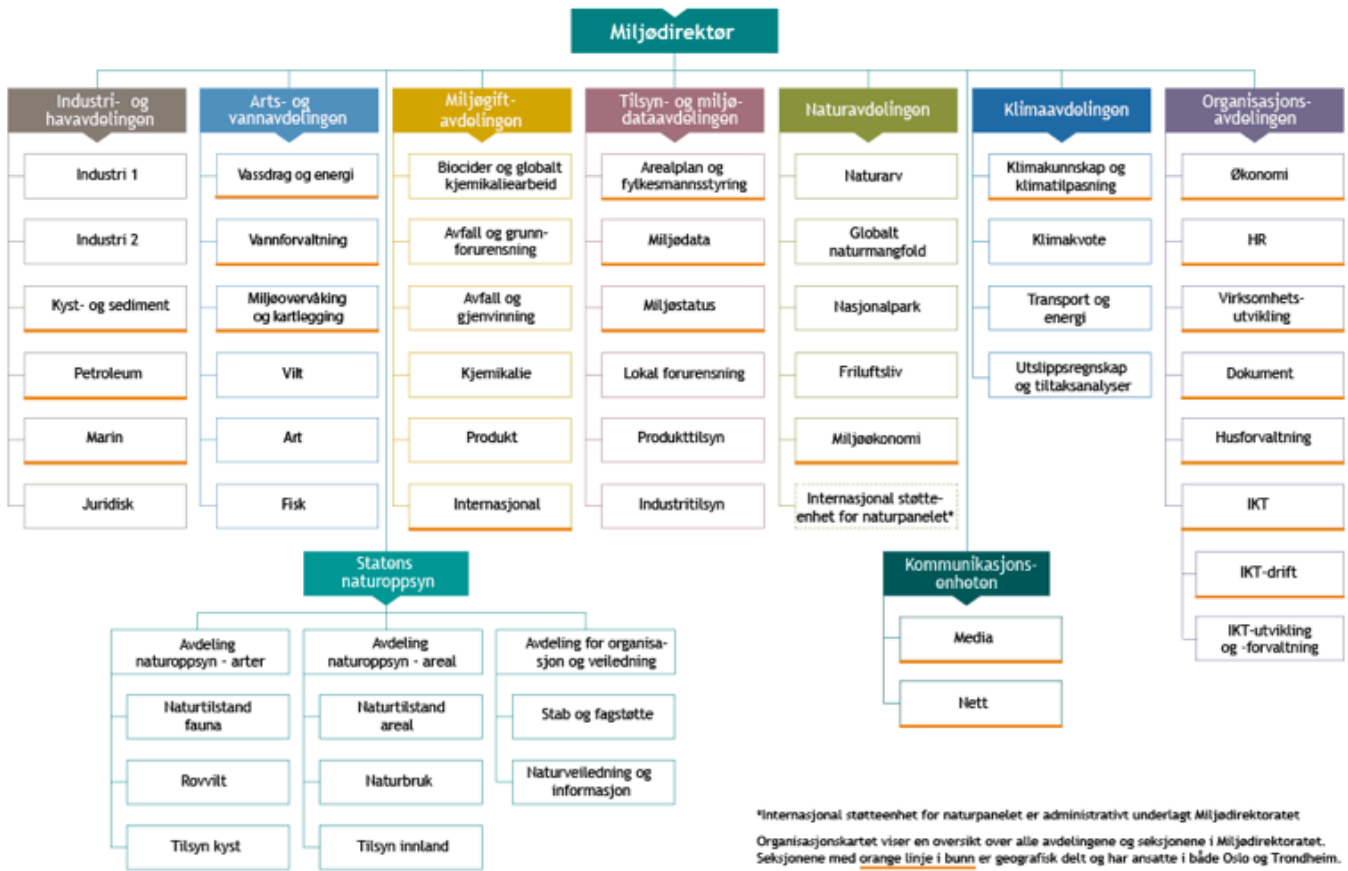 Miljødirektør
Industri- og
havavdelingen
Industri 1
Industri 2
Kyst- og sediment
Petroleum
Marin
Juridisk
Arts- og
vannavdelingen
Vassdrag og energi
Vannforvaltning
Miljøovervåking
og kartlegging
Vilt
Art
Fisk
Miljøgift-
avdelingen
Biocider og globalt
kjemikaliearbeid
Avfall og grunn-
forurensning
Avfall og
gjenvinning
Kjemikalie
Produkt
Internasjonal
Tilsyn- og miljø-
dataavdelingen
Arealplan og
fylkesmannsstyring
Miljødata
Miljøstatus
Lokal forurensning
Produkttilsyn
Industritilsyn
Naturavdelingen
Naturarv
Globalt
naturmangfold
Nasjonalpark
Friluftsliv
Miljøøkonomi
Internasjonal støtte-
enhet for naturpanelet*
Klimaavdelingen
Klimakunnskap og
klimatilpasning
Klimakvote
Transport og
energi
Utslippsregnskap
og tiltaksanalyser
Organisasjons-
avdelingen
Økonomi
HR
Virksomhets-
utvikling
Dokument
Husforvaltning
IKT
IKT-drift
IKT-utvikling
og -forvaltning
Statens
naturoppsyn
Avdeling
naturoppsyn - arter
Naturtilstand
fauna
Rovvilt
Tilsyn kyst
Avdeling
naturoppsyn - areal
Naturtilstand
areal
Naturbruk
Tilsyn innland
Avdeling for organisa-
sjon og veiledning
Stab og fagstøtte
Naturveiledning og
informasjon
Kommunikasjons-
enheten
Media
Nett
*Internasjonal støtteenhet for naturpanelet er administrativt underlagt Miljødirektoratet
Organisasjonskartet viser en oversikt over alle avdelingene og seksjonene i Miljødirektoratet.
Seksjonene med orange linje i bunn er geografisk delt og har ansatte i både Oslo og Trondheim.